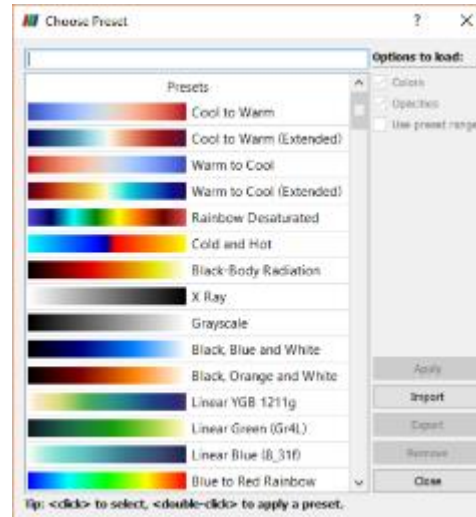 Choose Preset
?
Options to load:
Presets
Colors
Opacities
Use preset range
Cool to Warm
Cool to Warm (Extended)
Warm to Cool
Warm to Cool (Extended)
Rainbow Desaturated
Cold and Hot
Black-Body Radiation
X Ray
Grayscale
Black, Blue and White
Black, Orange and White
Linear YGB 1211g
Linear Green (Gr4L)
Linear Blue (8_31f)
Blue to Red Rainbow
Apply
Import
Export
Remove
Close
Tip: <click> to select, <double-click> to apply a preset.